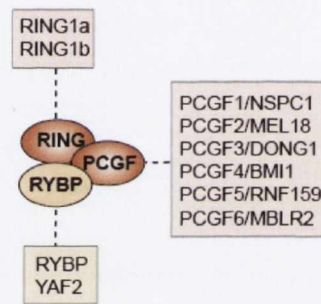 RING1a
RING1b
RING
PCGF
RYBP
PCGF1/NSPC1
PCGF2/MEL18
PCGF3/DONG1
PCGF4/BMI1
PCGF5/RNF159
PCGF6/MBLR2
RYBP
YAF2